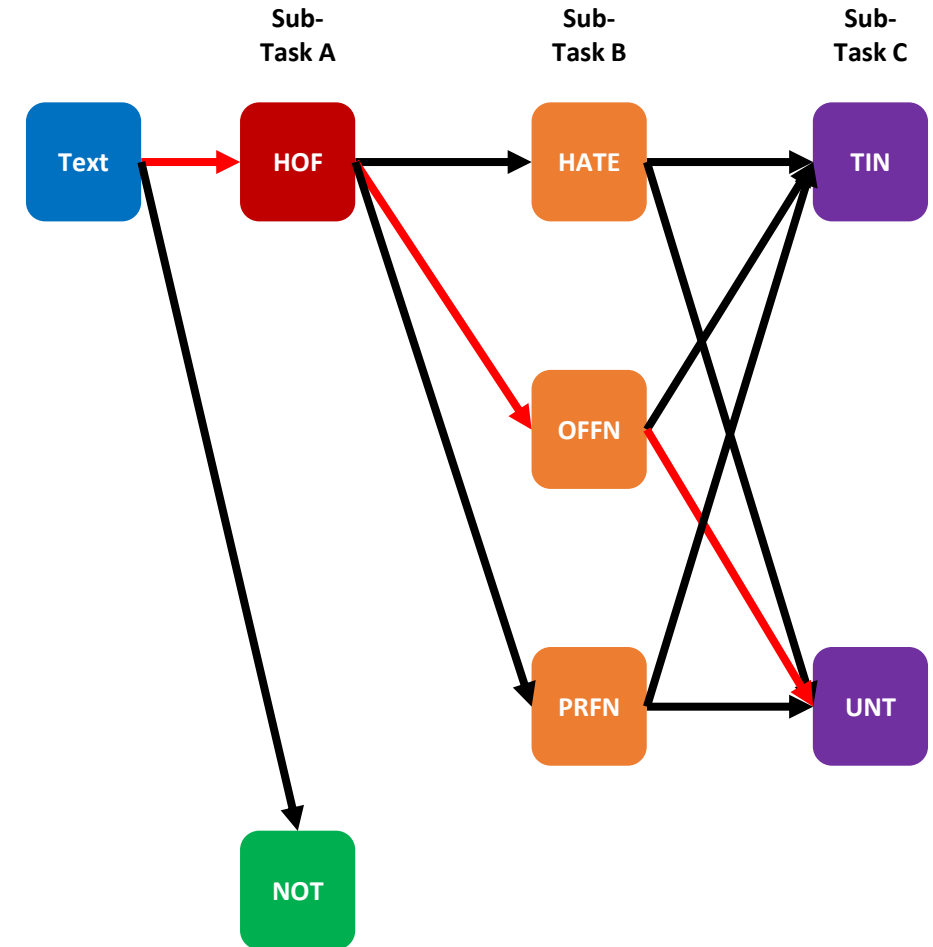 Sub-
Task A
Sub-
Task B
Sub-
Task C
Text
HOF
HATE
TIN
OFFN
PRFN
UNT
NOT